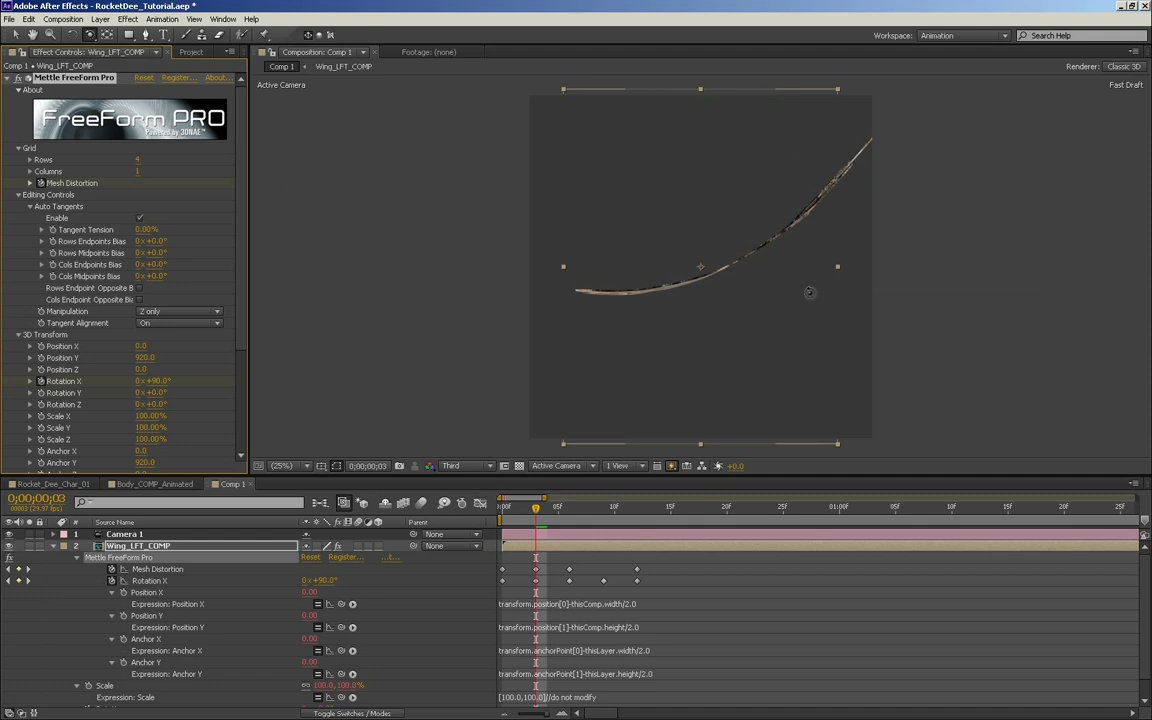 Adobe After Effects - RocketDee_Tutorial.aep *
File Edit Composition Layer Effect Animation View Window Help
Workspace: Animation Search Help
Effect Controls: Wing_LFT_COMP Project
Comp 1 • Wing_LFT_COMP
Mettle FreeForm Pro Reset Register... About...
About
FreeForm PRO
Powered by 3DNAE™
Grid
Rows 4
Columns 1
Mesh Distortion
Editing Controls
Auto Tangents
Enable
Tangent Tension 0.00%
Rows Endpoints Bias 0x+0.0°
Rows Midpoints Bias 0x+0.0°
Cols Endpoints Bias 0x+0.0°
Cols Midpoints Bias 0x+0.0°
Rows Endpoint Opposite B
Cols Endpoint Opposite Bi
Manipulation Z only
Tangent Alignment On
3D Transform
Position X 0.0
Position Y 920.0
Position Z 0.0
Rotation X 0x+90.0°
Rotation Y 0x+0.0°
Rotation Z 0x+0.0°
Scale X 100.00%
Scale Y 100.00%
Scale Z 100.00%
Anchor X 0.0
Anchor Y 920.0
Composition: Comp 1 Footage: (none)
Comp 1 Wing_LFT_COMP
Renderer: Classic 3D
Active Camera
Fast Draft
(25%) 0;00;00;03 Third Active Camera 1 View +0.0
Rocket_Dee_Char_01 Body_COMP_Animated Comp 1
0;00;00;03
00003 (29.97 fps)
0:00f 05f 10f 15f 20f 25f 01:00f 05f 10f 15f 20f
# Source Name Parent
1 Camera 1 None
2 Wing_LFT_COMP None
Mettle FreeForm Pro Reset Register... ...t...
Mesh Distortion
Rotation X 0x+90.0°
Position X 0.00
Expression: Position X transform.position[0]-thisComp.width/2.0
Position Y 0.00
Expression: Position Y transform.position[1]-thisComp.height/2.0
Anchor X 0.00
Expression: Anchor X transform.anchorPoint[0]-thisLayer.width/2.0
Anchor Y 0.00
Expression: Anchor Y transform.anchorPoint[1]-thisLayer.height/2.0
Scale 100.0,100.0%
Expression: Scale [100.0,100.0]//do not modify
Toggle Switches / Modes